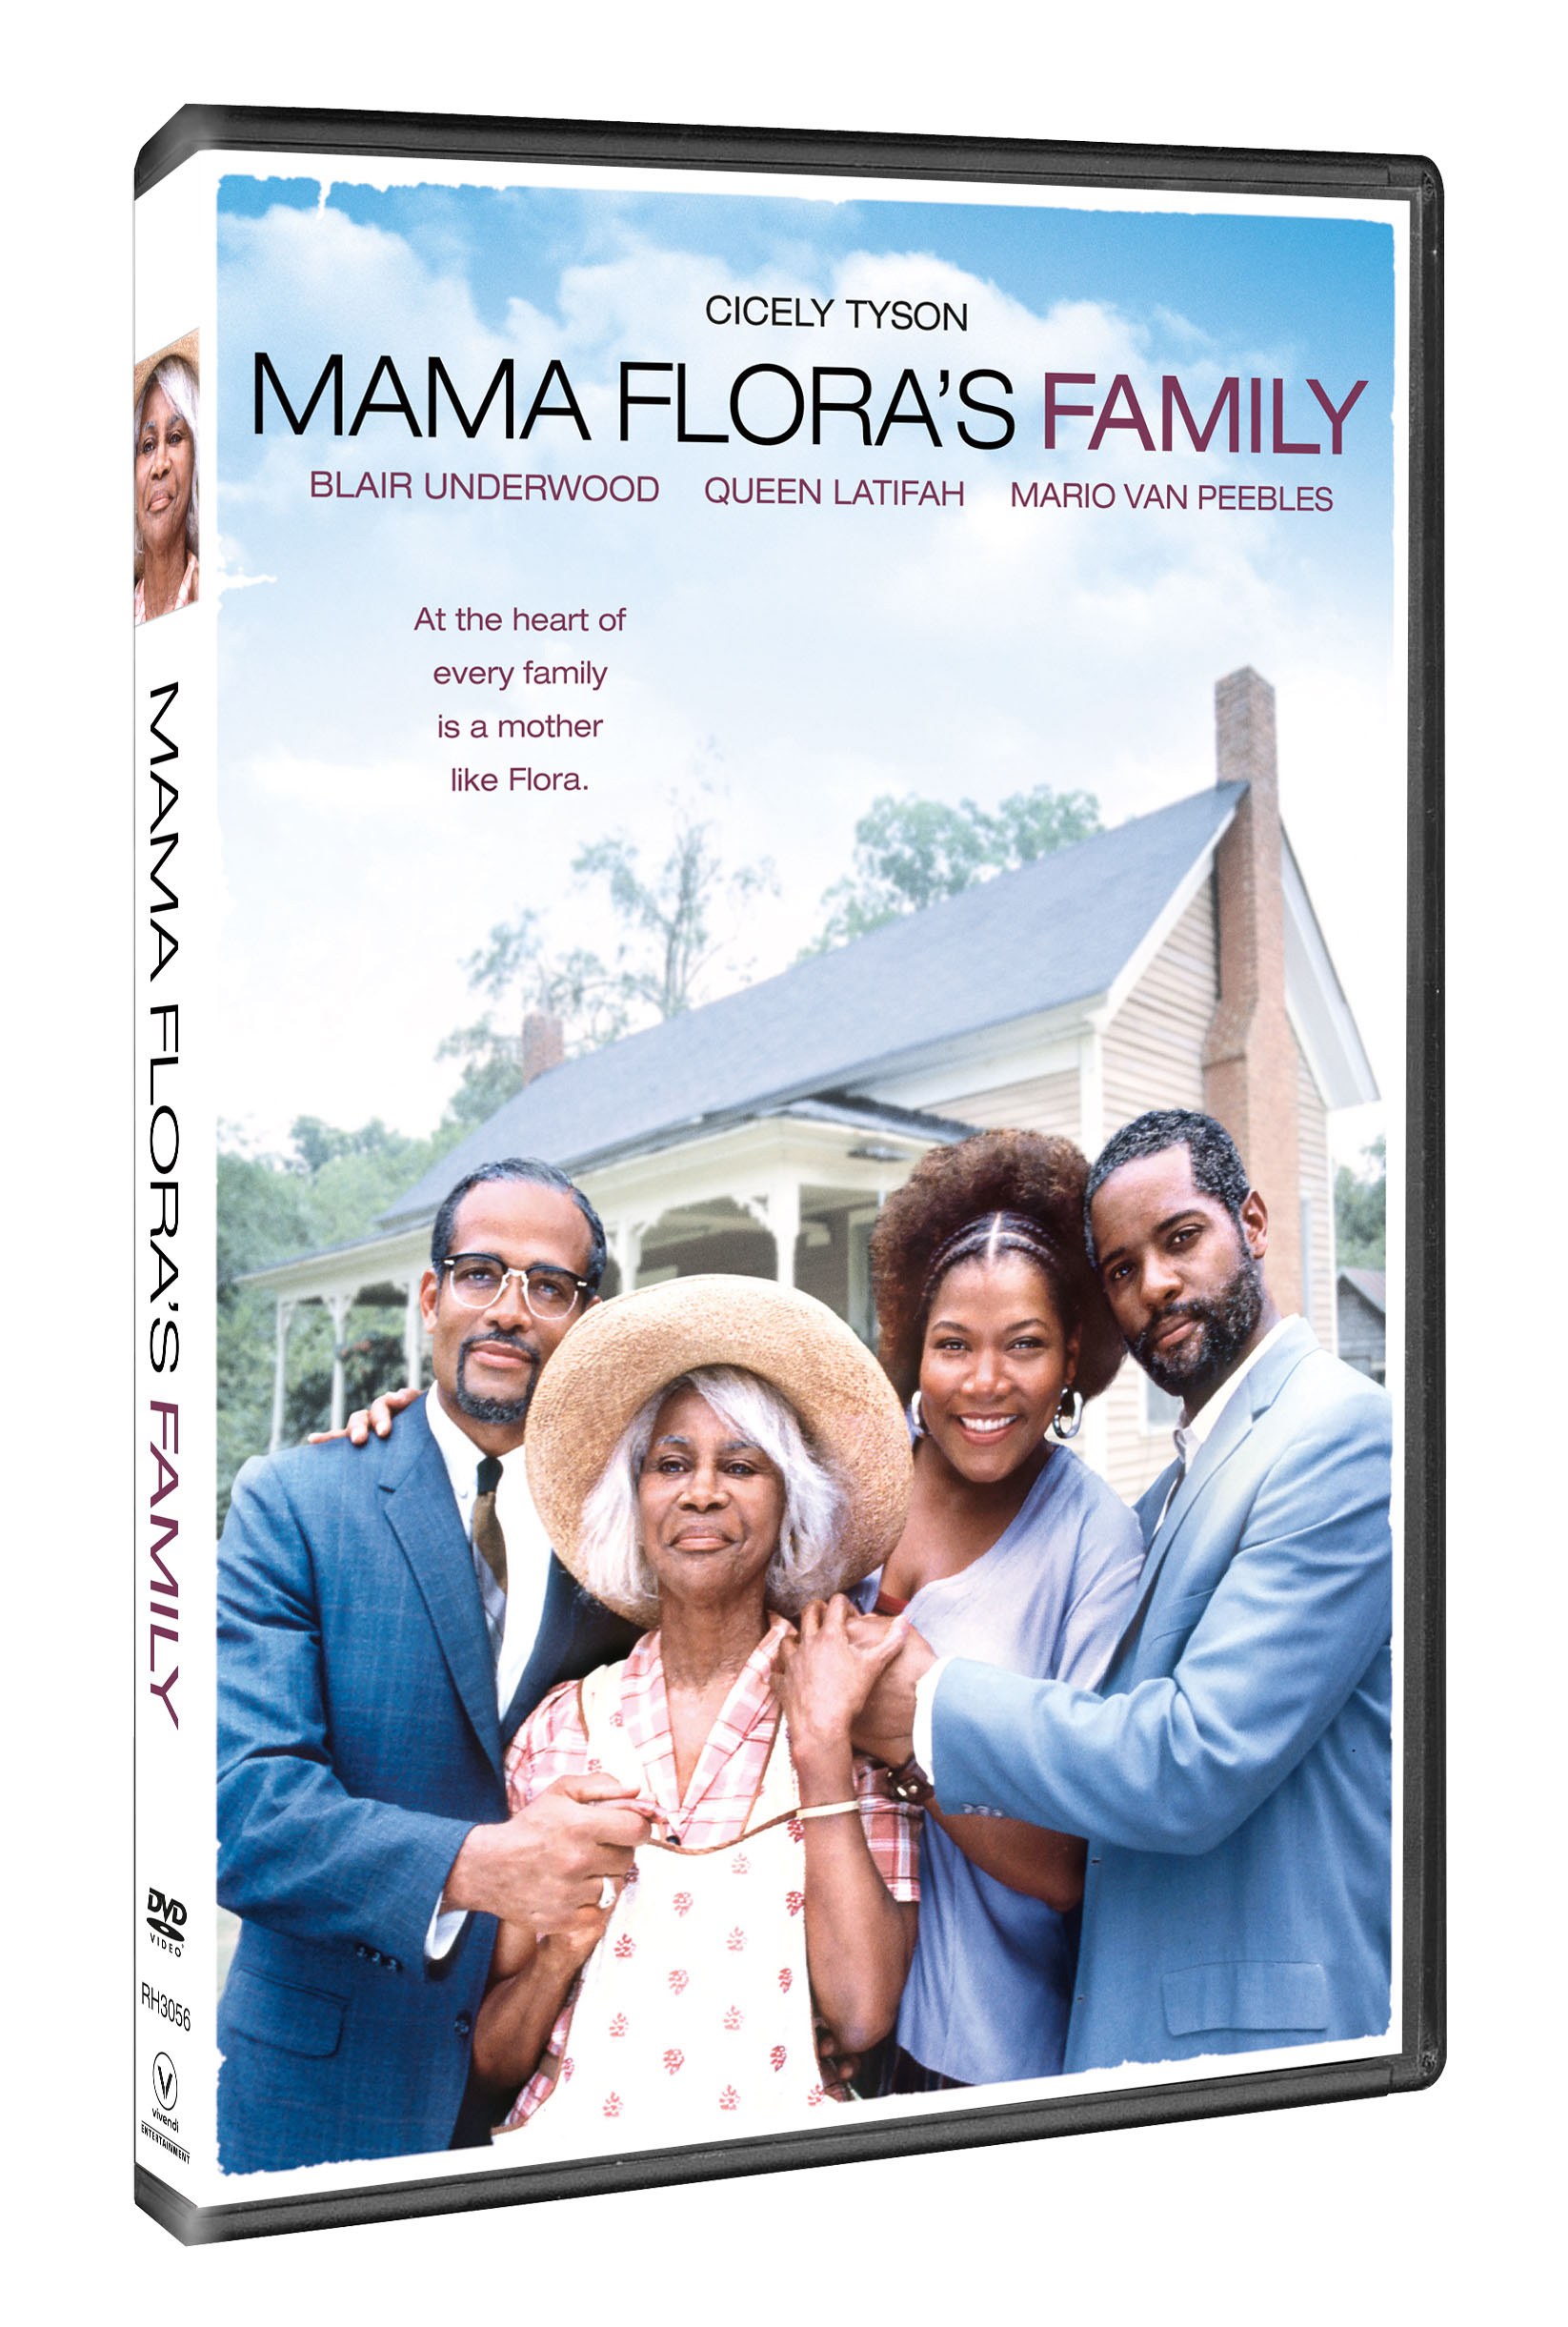 CICELY TYSON
MAMA FLORA'S FAMILY
BLAIR UNDERWOOD QUEEN LATIFAH MARIO VAN PEEBLES
At the heart of
every family
is a mother
like Flora.
MAMA FLORA'S FAMILY
DVD
VIDEO
RH3056
V
vivendi
ENTERTAINMENT